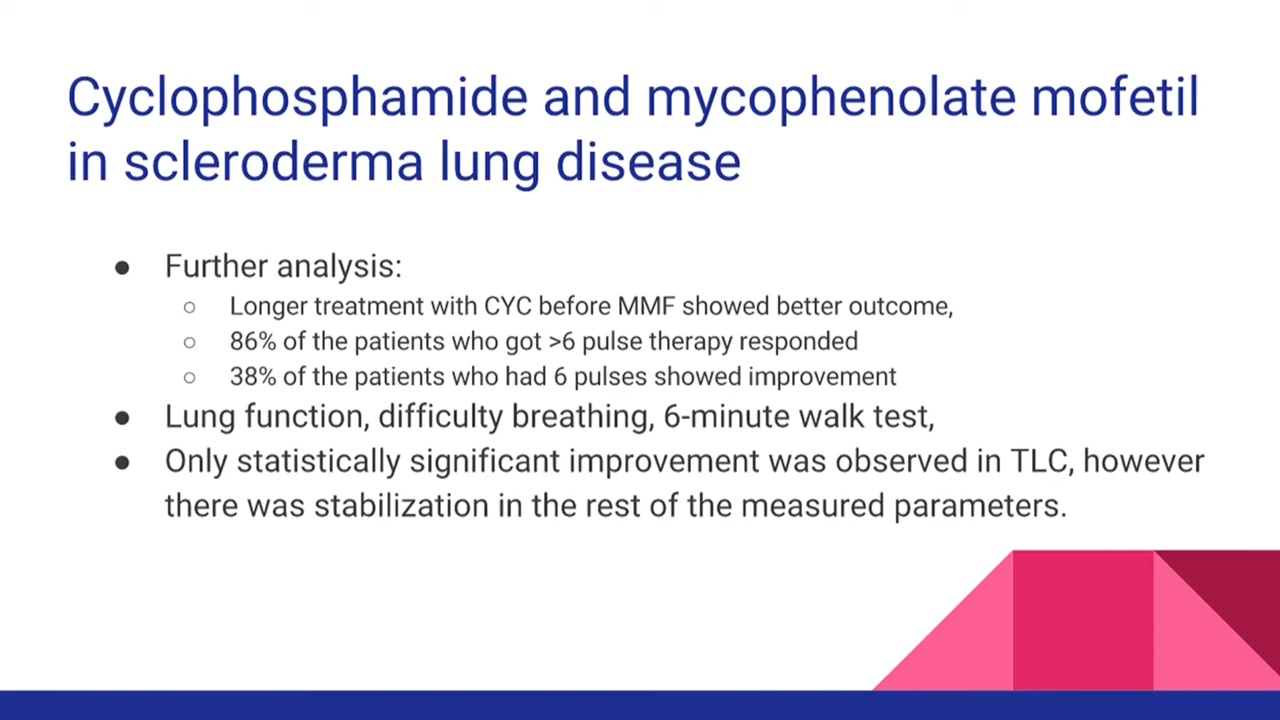 Cyclophosphamide and mycophenolate mofetil
in scleroderma lung disease
● Further analysis:
○ Longer treatment with CYC before MMF showed better outcome,
○ 86% of the patients who got >6 pulse therapy responded
○ 38% of the patients who had 6 pulses showed improvement
● Lung function, difficulty breathing, 6-minute walk test,
● Only statistically significant improvement was observed in TLC, however
there was stabilization in the rest of the measured parameters.